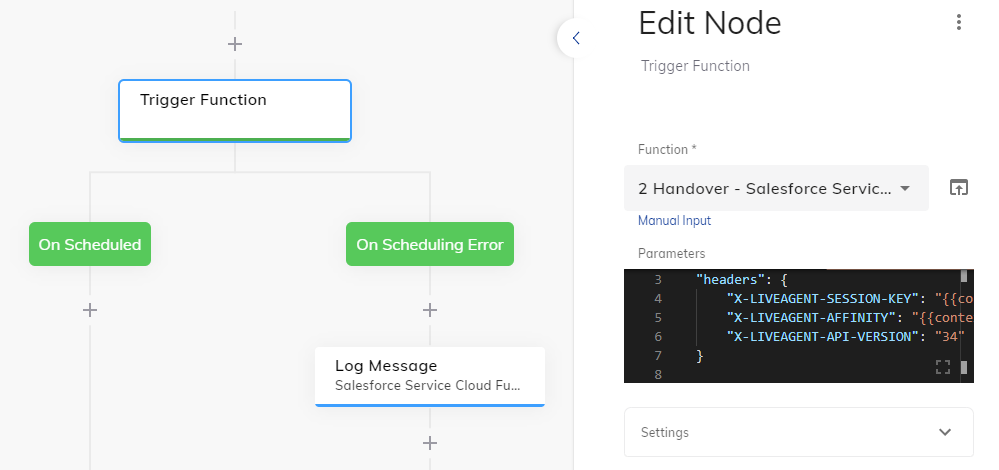 Trigger Function
On Scheduled
On Scheduling Error
Log Message
Salesforce Service Cloud Fu...
Edit Node
Trigger Function
Function *
2 Handover - Salesforce Servic...
Manual Input
Parameters
3 "headers": {
4 "X-LIVEAGENT-SESSION-KEY": "{{co
5 "X-LIVEAGENT-AFFINITY": "{{conte
6 "X-LIVEAGENT-API-VERSION": "34"
7 }
8
Settings